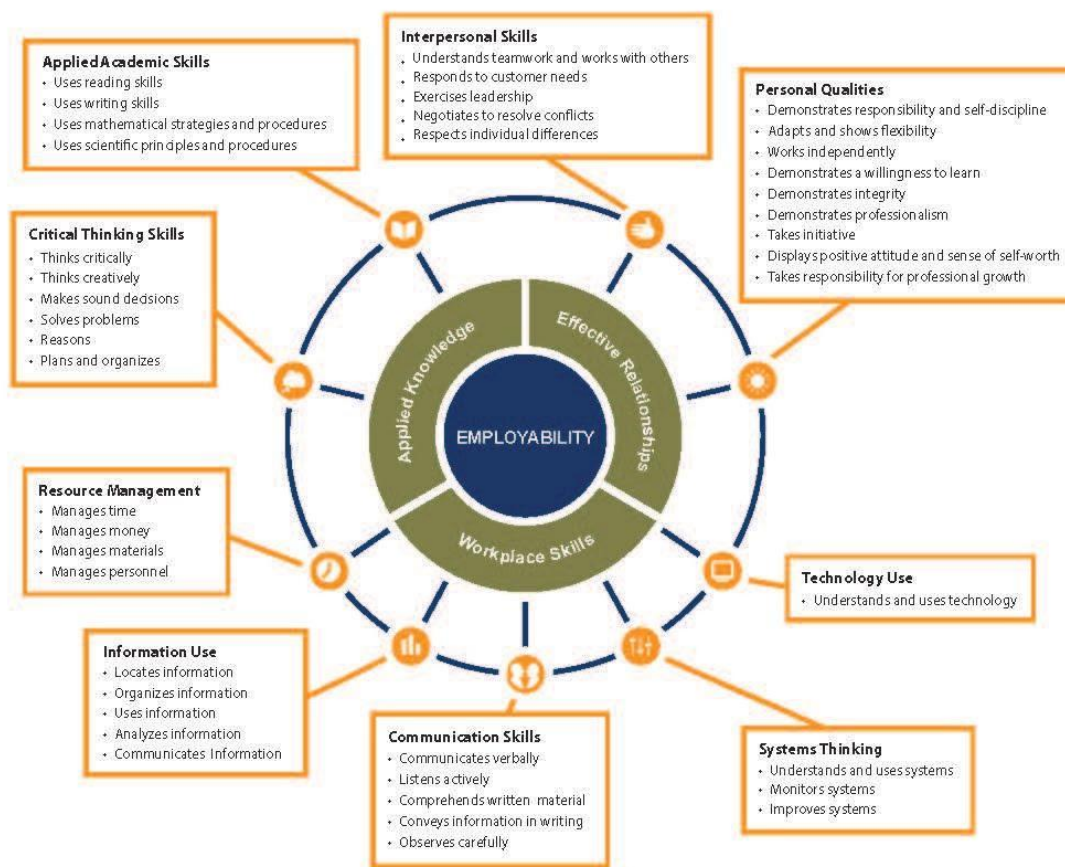 Interpersonal Skills
• Understands teamwork and works with others
• Responds to customer needs
• Exercises leadership
• Negotiates to resolve conflicts
• Respects individual differences
Applied Academic Skills
• Uses reading skills
• Uses writing skills
• Uses mathematical strategies and procedures
• Uses scientific principles and procedures
Personal Qualities
• Demonstrates responsibility and self-discipline
• Adapts and shows flexibility
• Works independently
• Demonstrates a willingness to learn
• Demonstrates integrity
• Demonstrates professionalism
• Takes initiative
• Displays positive attitude and sense of self-worth
• Takes responsibility for professional growth
Critical Thinking Skills
• Thinks critically
• Thinks creatively
• Makes sound decisions
• Solves problems
• Reasons
• Plans and organizes
Applied Knowledge
Effective Relationships
EMPLOYABILITY
Workplace Skills
Resource Management
• Manages time
• Manages money
• Manages materials
• Manages personnel
Technology Use
• Understands and uses technology
Information Use
• Locates information
• Organizes information
• Uses information
• Analyzes information
• Communicates Information
Communication Skills
• Communicates verbally
• Listens actively
• Comprehends written material
• Conveys information in writing
• Observes carefully
Systems Thinking
• Understands and uses systems
• Monitors systems
• Improves systems